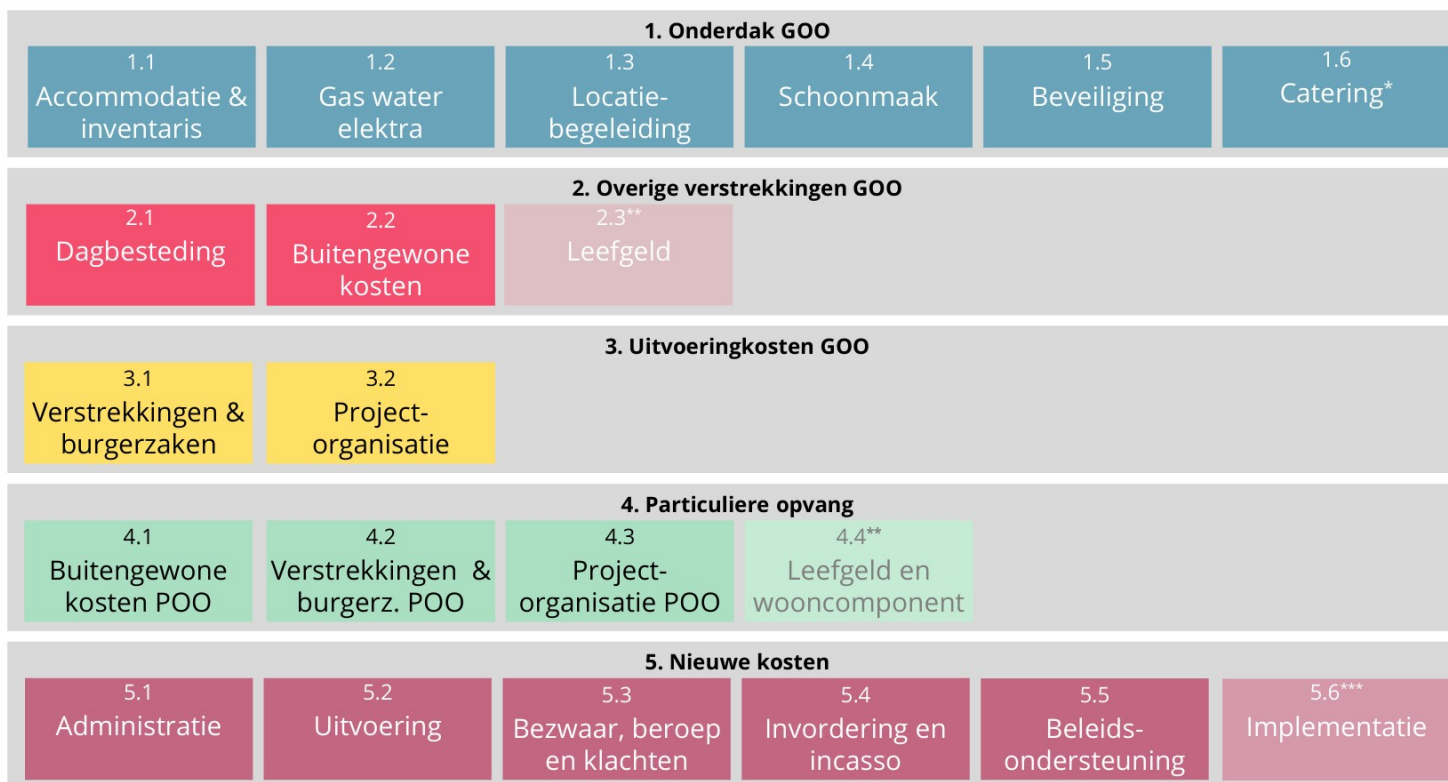 1. Onderdak GOO
1.1
Accommodatie &
inventaris
1.2
Gas water
elektra
1.3
Locatie-
begeleiding
1.4
Schoonmaak
1.5
Beveiliging
1.6
Catering*
2. Overige verstrekkingen GOO
2.1
Dagbesteding
2.2
Buitengewone
kosten
2.3**
Leefgeld
3. Uitvoeringkosten GOO
3.1
Verstrekkingen &
burgerzaken
3.2
Project-
organisatie
4. Particuliere opvang
4.1
Buitengewone
kosten POO
4.2
Verstrekkingen &
burgerz. POO
4.3
Project-
organisatie POO
4.4**
Leefgeld en
wooncomponent
5. Nieuwe kosten
5.1
Administratie
5.2
Uitvoering
5.3
Bezwaar, beroep
en klachten
5.4
Invordering en
incasso
5.5
Beleids-
ondersteuning
5.6***
Implementatie